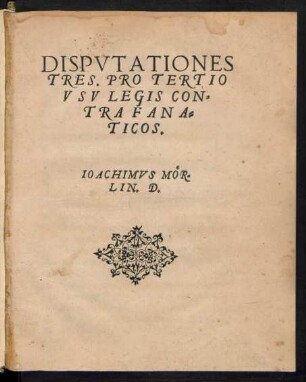 DISPVTATIONES
TRES. PRO TERTIO
VSV LEGIS CON-
TRA FANA-
TICOS.
IOACHIMVS MÖR-
LIN. D.